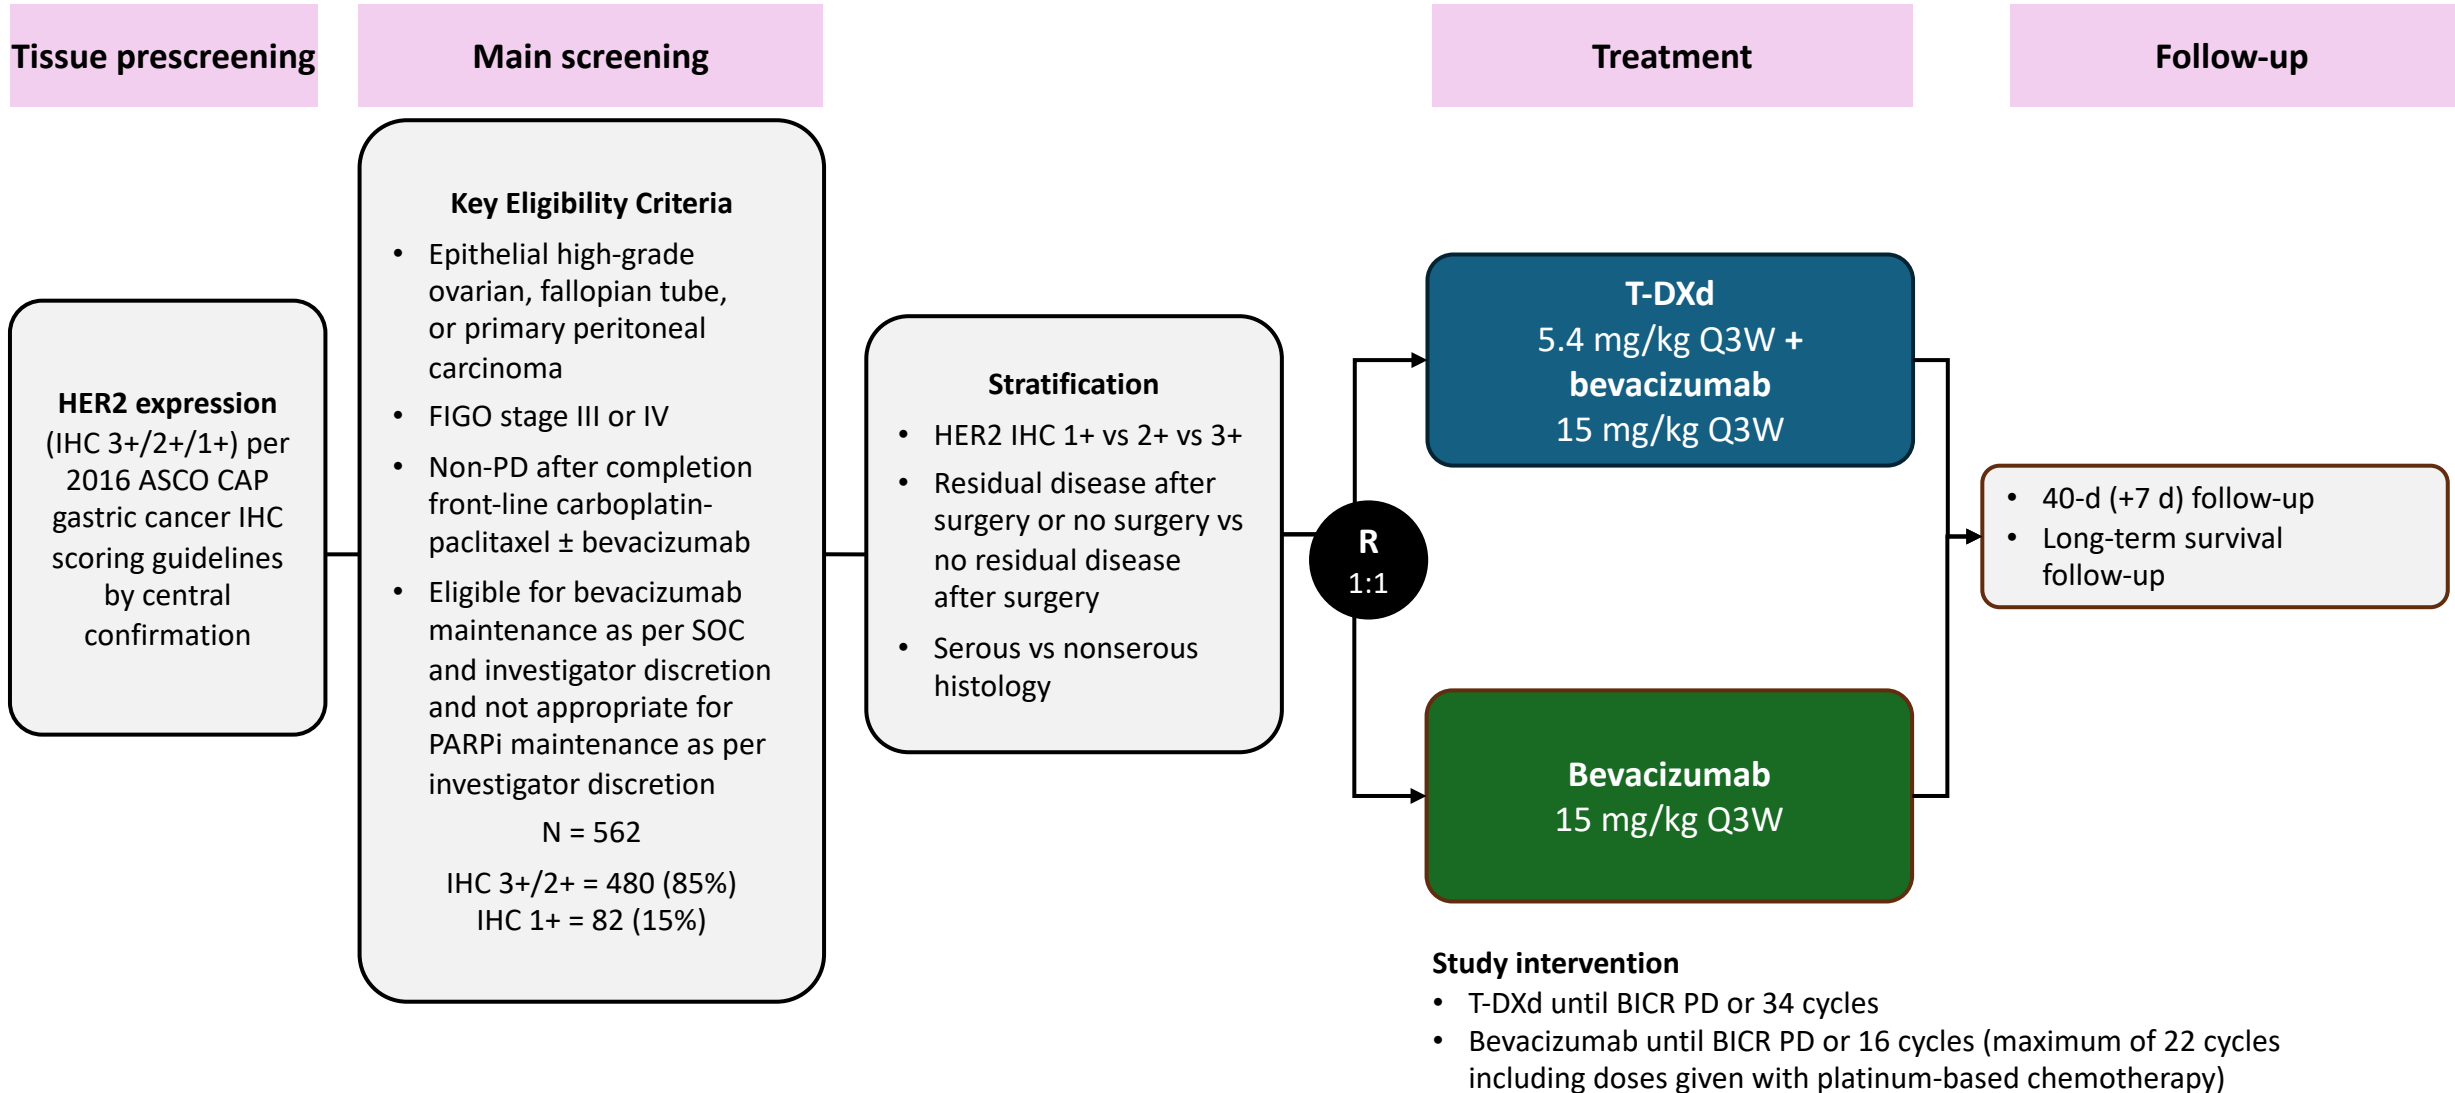 Tissue prescreening
Main screening
Treatment
Follow-up
HER2 expression
(IHC 3+/2+/1+) per
2016 ASCO CAP
gastric cancer IHC
scoring guidelines
by central
confirmation
Key Eligibility Criteria
• Epithelial high-grade
ovarian, fallopian tube,
or primary peritoneal
carcinoma
• FIGO stage III or IV
• Non-PD after completion
front-line carboplatin-
paclitaxel ± bevacizumab
• Eligible for bevacizumab
maintenance as per SOC
and investigator discretion
and not appropriate for
PARPi maintenance as per
investigator discretion
N = 562
IHC 3+/2+ = 480 (85%)
IHC 1+ = 82 (15%)
Stratification
• HER2 IHC 1+ vs 2+ vs 3+
• Residual disease after
surgery or no surgery vs
no residual disease
after surgery
• Serous vs nonserous
histology
R
1:1
T-DXd
5.4 mg/kg Q3W +
bevacizumab
15 mg/kg Q3W
Bevacizumab
15 mg/kg Q3W
• 40-d (+7 d) follow-up
• Long-term survival
follow-up
Study intervention
• T-DXd until BICR PD or 34 cycles
• Bevacizumab until BICR PD or 16 cycles (maximum of 22 cycles
including doses given with platinum-based chemotherapy)